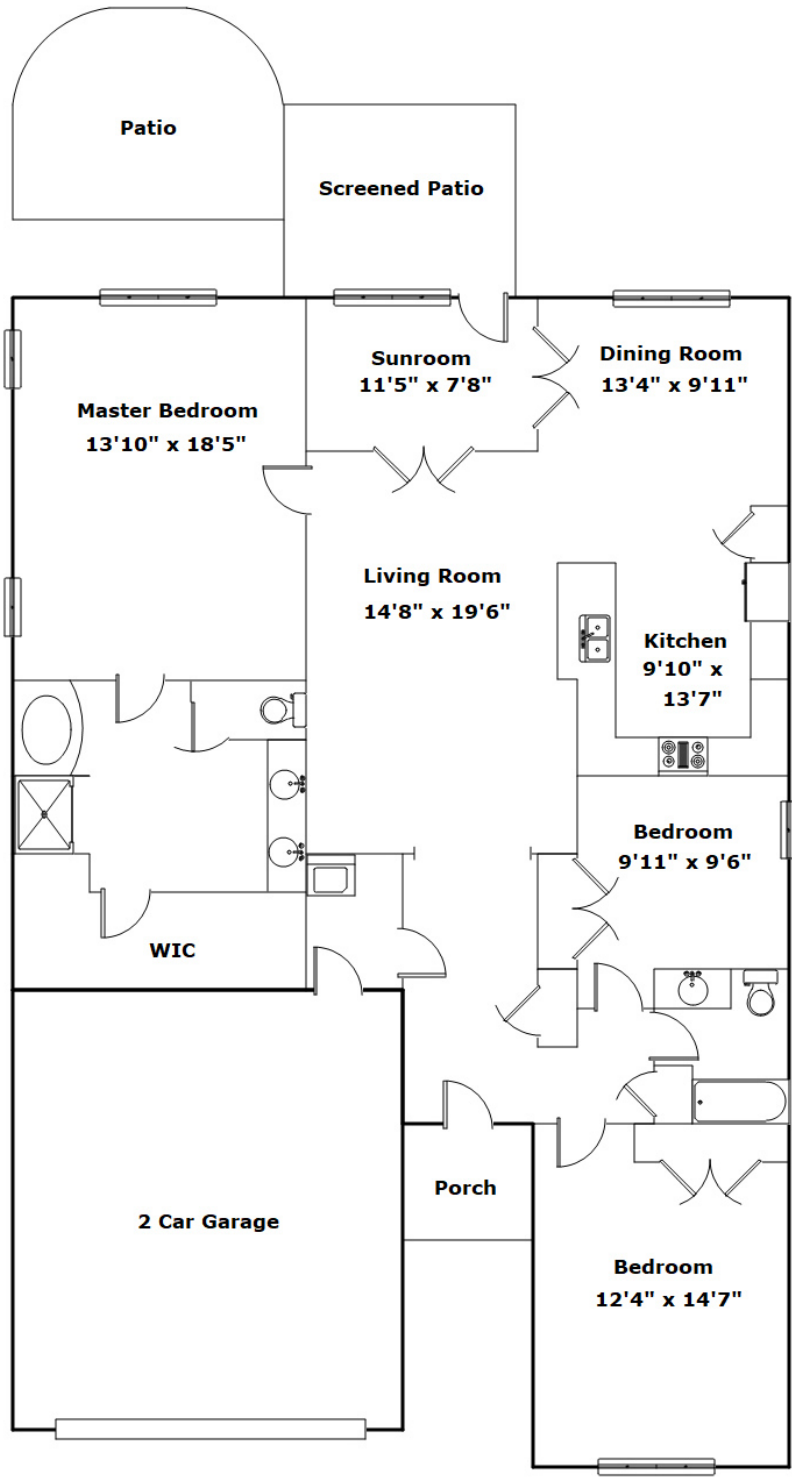 Patio
Screened Patio
Sunroom
11'5" x 7'8"
Dining Room
13'4" x 9'11"
Master Bedroom
13'10" x 18'5"
Living Room
14'8" x 19'6"
Kitchen
9'10" x
13'7"
Bedroom
9'11" x 9'6"
WIC
Porch
2 Car Garage
Bedroom
12'4" x 14'7"